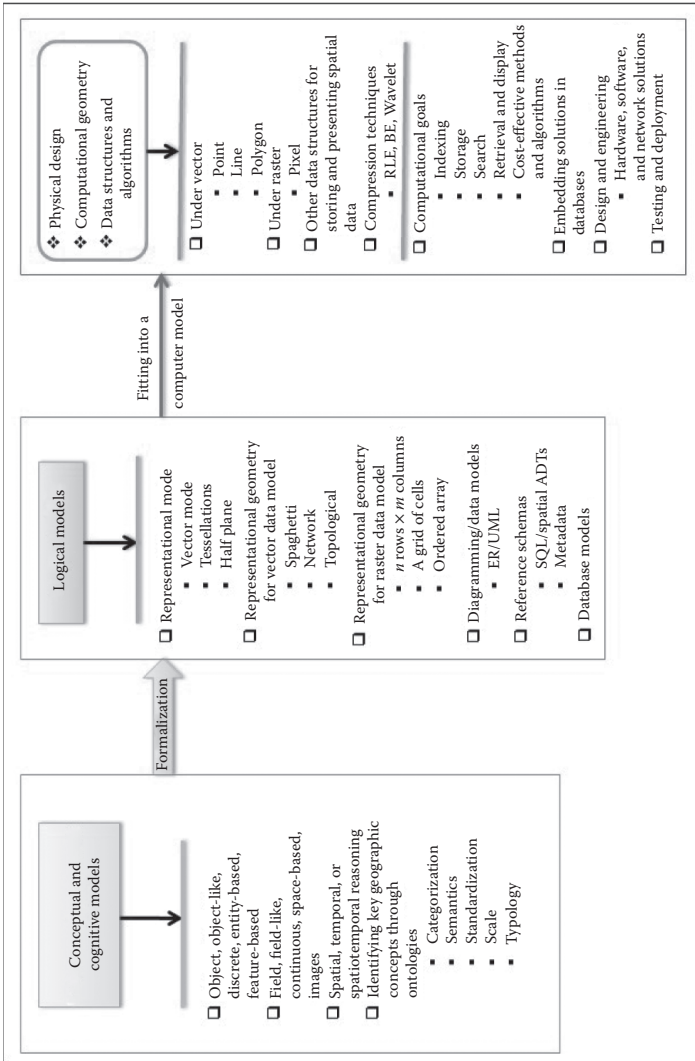 Conceptual and
cognitive models
❑ Object, object-like,
discrete, entity-based,
feature-based
❑ Field, field-like,
continuous, space-based,
images
❑ Spatial, temporal, or
spatiotemporal reasoning
❑ Identifying key geographic
concepts through
ontologies
▪ Categorization
▪ Semantics
▪ Standardization
▪ Scale
▪ Typology
Formalization
Logical models
❑ Representational mode
▪ Vector mode
▪ Tessellations
▪ Half plane
❑ Representational geometry
for vector data model
▪ Spaghetti
▪ Network
▪ Topological
❑ Representational geometry
for raster data model
▪ n rows × m columns
▪ A grid of cells
▪ Ordered array
❑ Diagramming/data models
▪ ER/UML
❑ Reference schemas
▪ SQL/spatial ADTs
▪ Metadata
❑ Database models
Fitting into a
computer model
❖ Physical design
❖ Computational geometry
❖ Data structures and
algorithms
❑ Under vector
▪ Point
▪ Line
▪ Polygon
❑ Under raster
▪ Pixel
❑ Other data structures for
storing and presenting spatial
data
❑ Compression techniques
▪ RLE, BE, Wavelet
❑ Computational goals
▪ Indexing
▪ Storage
▪ Search
▪ Retrieval and display
▪ Cost-effective methods
and algorithms
❑ Embedding solutions in
databases
❑ Design and engineering
▪ Hardware, software,
and network solutions
❑ Testing and deployment